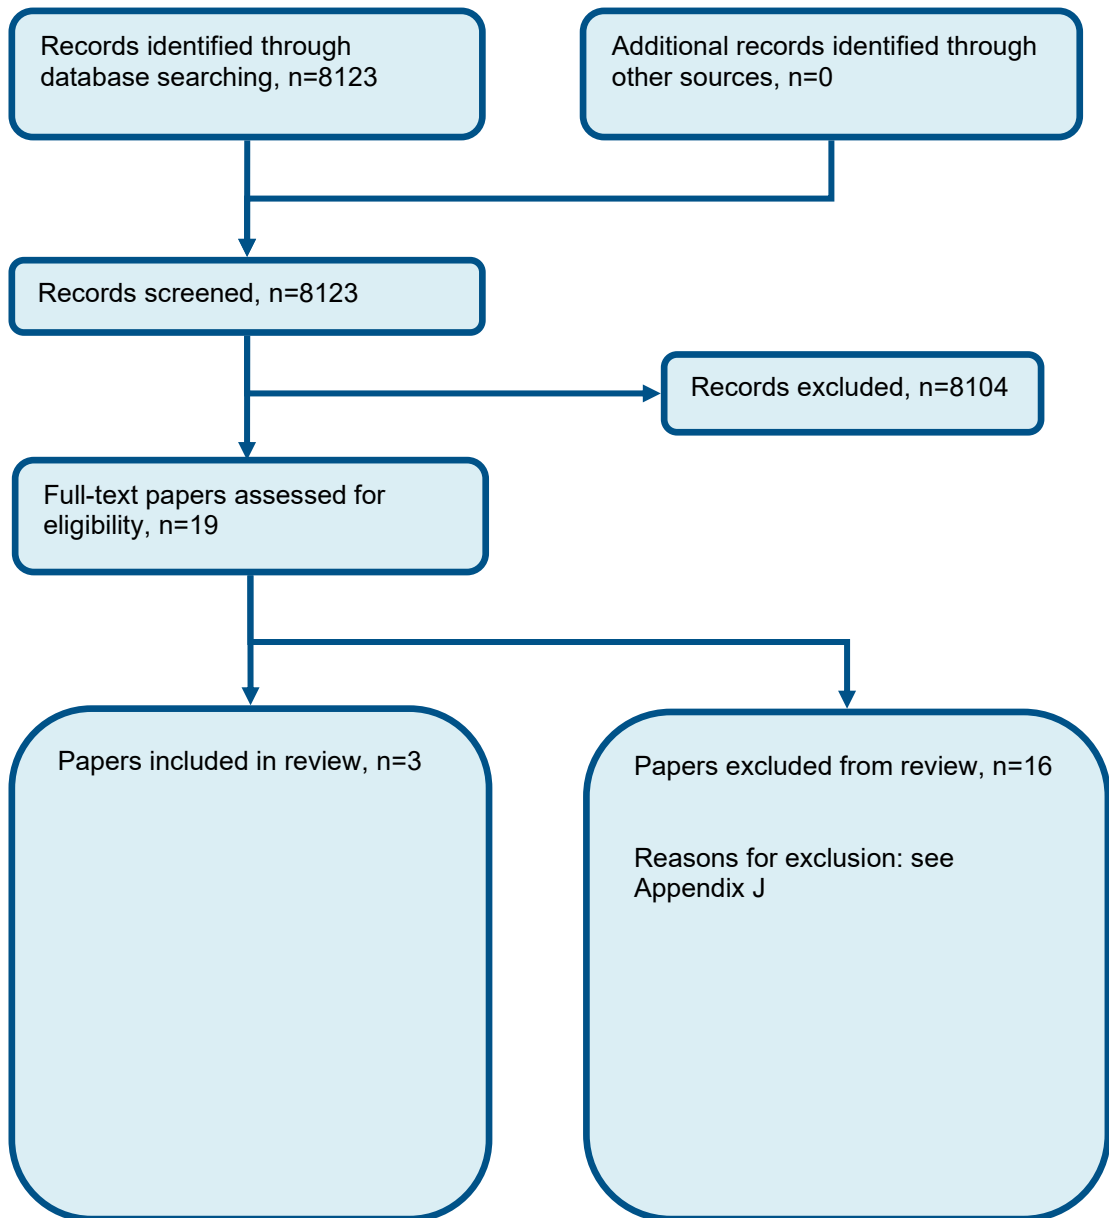 Records identified through
database searching, n=8123
Additional records identified through
other sources, n=0
Records screened, n=8123
Records excluded, n=8104
Full-text papers assessed for
eligibility, n=19
Papers included in review, n=3
Papers excluded from review, n=16
Reasons for exclusion: see
Appendix J